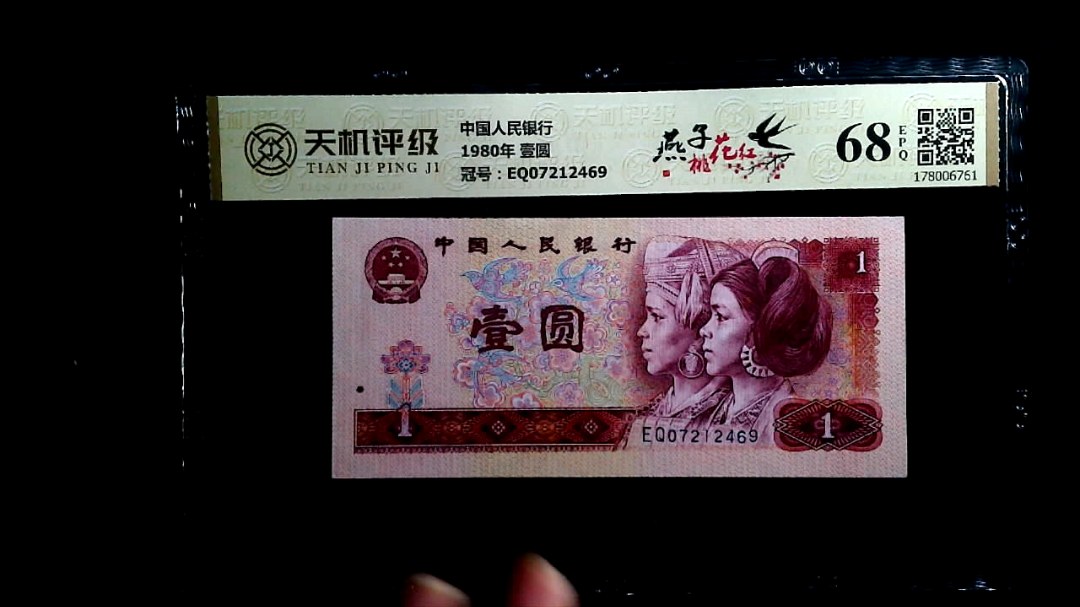 天机评级
TIAN JI PING JI
中国人民银行
1980年 壹圆
冠号：EQ07212469
燕子桃花红
68
EPQ
178006761
中国人民银行
1
壹圆
1
EQ07212469
1